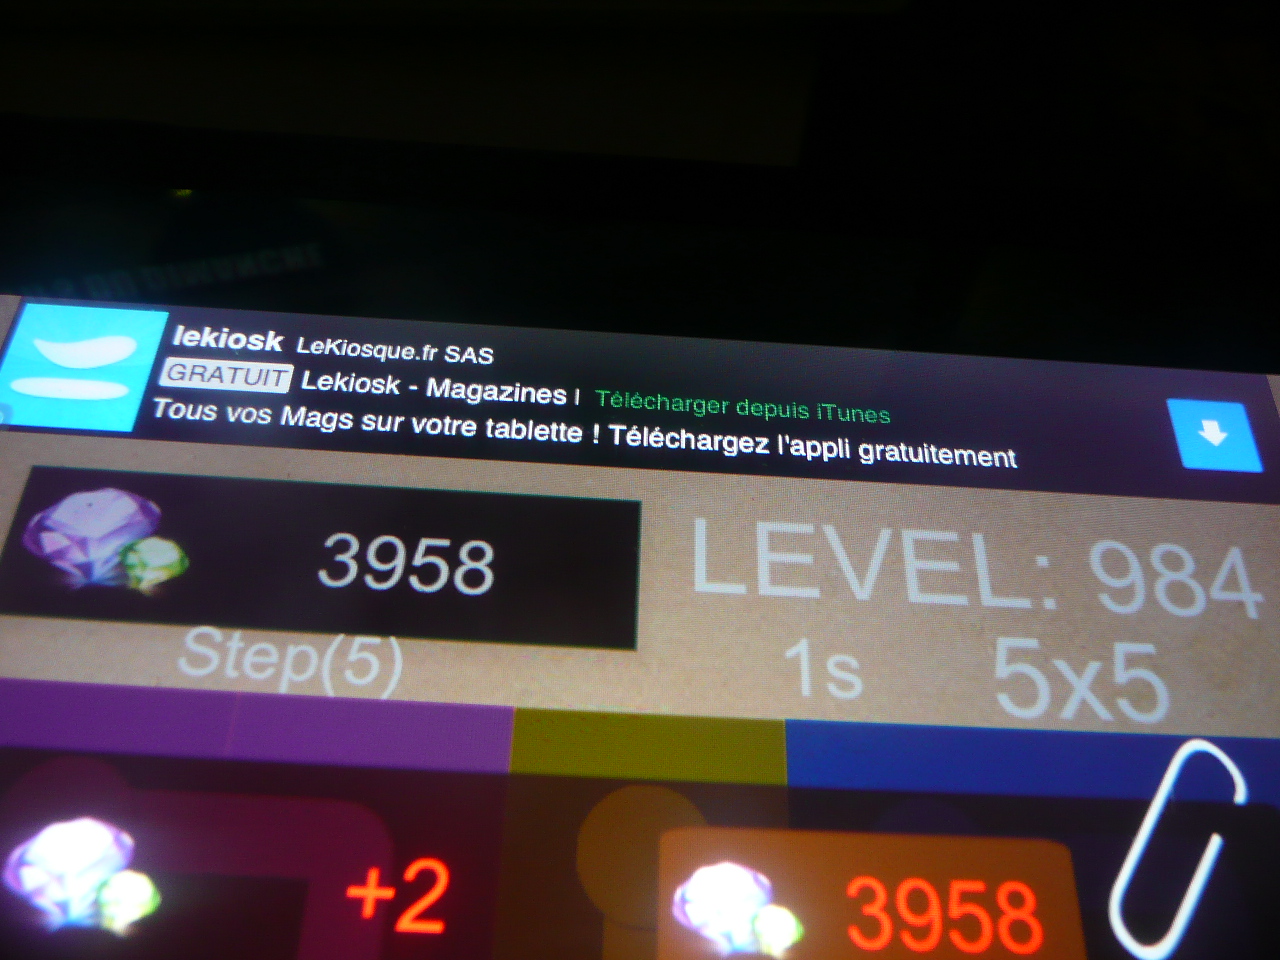 lekiosk LeKiosque.fr SAS
GRATUIT Lekiosk - Magazines | Télécharger depuis iTunes
Tous vos Mags sur votre tablette ! Téléchargez l'appli gratuitement
3958
LEVEL: 984
Step(5)
1s
5x5
+2
3958